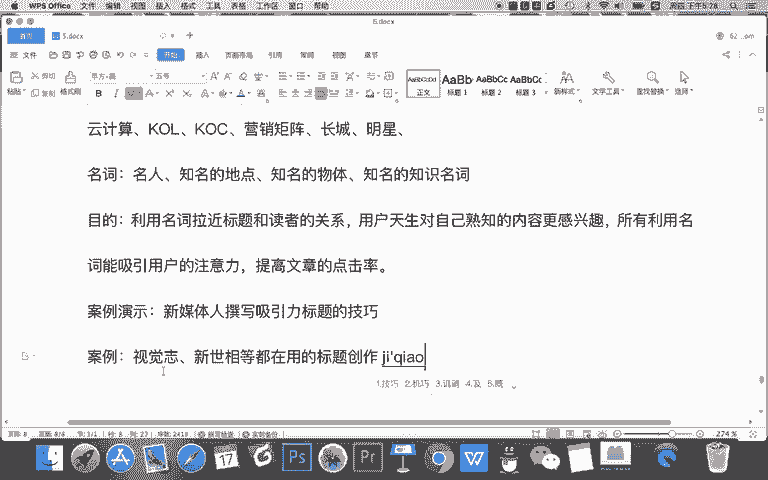 WPS Office 文件 编辑 视图 插入 格式 工具 表格 窗口 帮助
5.docx
首页 5.docx +
文件 开始 插入 页面布局 引用 审阅 视图 章节
粘贴 剪切 复制 格式刷 五号 正文 标题 1 标题 2 标题 3 新样式 文字工具 查找替换 选择
云计算、KOL、KOC、营销矩阵、长城、明星、
名词：名人、知名的地点、知名的物体、知名的知识名词
目的：利用名词拉近标题和读者的关系，用户天生对自己熟知的内容更感兴趣，所有利用名
词能吸引用户的注意力，提高文章的点击率。
案例演示：新媒体人撰写吸引力标题的技巧
案例：视觉志、新世相等都在用的标题创作 ji'qiao
1.技巧 2.机巧 3.讥诮 4.及 5.既
274 %